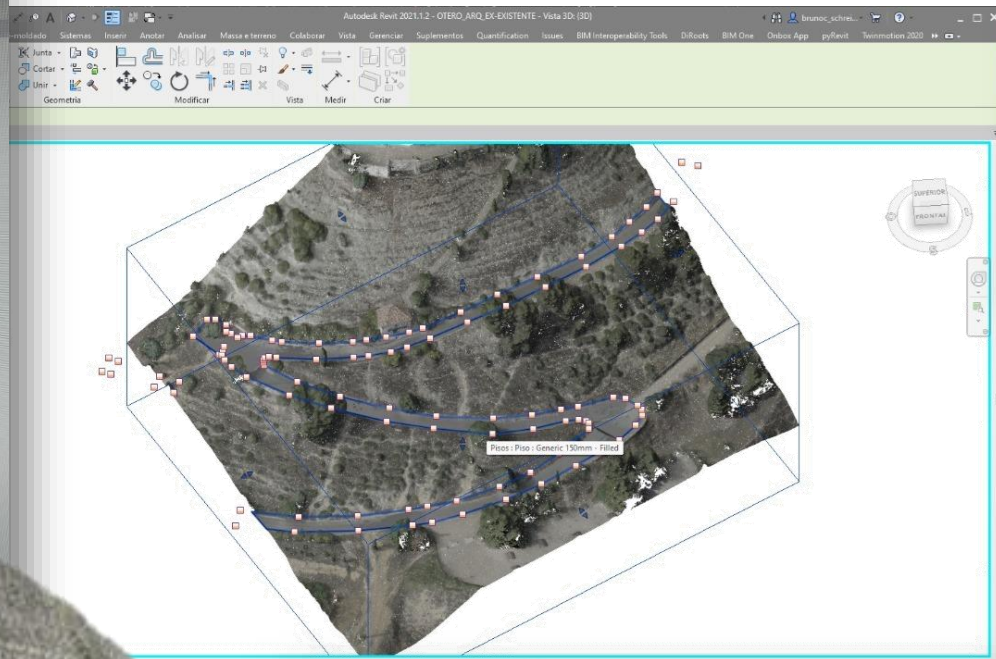 Autodesk Revit 2021.1.2 - OTERO_ARQ_EX-EXISTENTE - Vista 3D: {3D}
brunoc_schrei...
Sistemas Inserir Anotar Analisar Massa e terreno Colaborar Vista Gerenciar Suplementos Quantification Issues BIM Interoperability Tools DiRoots BIM One Onbox App pyRevit Twinmotion 2020
Junta
Cortar
Unir
Geometria Modificar Vista Medir Criar
SUPERIOR
FRONTAL
Pisos : Piso : Generic 150mm - Filled